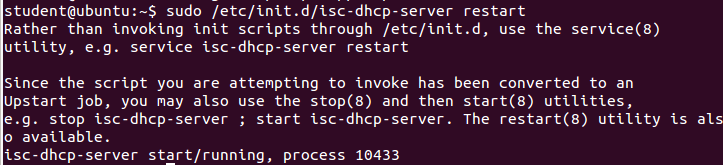 student@ubuntu:~$ sudo /etc/init.d/isc-dhcp-server restart
Rather than invoking init scripts through /etc/init.d, use the service(8)
utility, e.g. service isc-dhcp-server restart

Since the script you are attempting to invoke has been converted to an
Upstart job, you may also use the stop(8) and then start(8) utilities,
e.g. stop isc-dhcp-server ; start isc-dhcp-server. The restart(8) utility is als
o available.
isc-dhcp-server start/running, process 10433